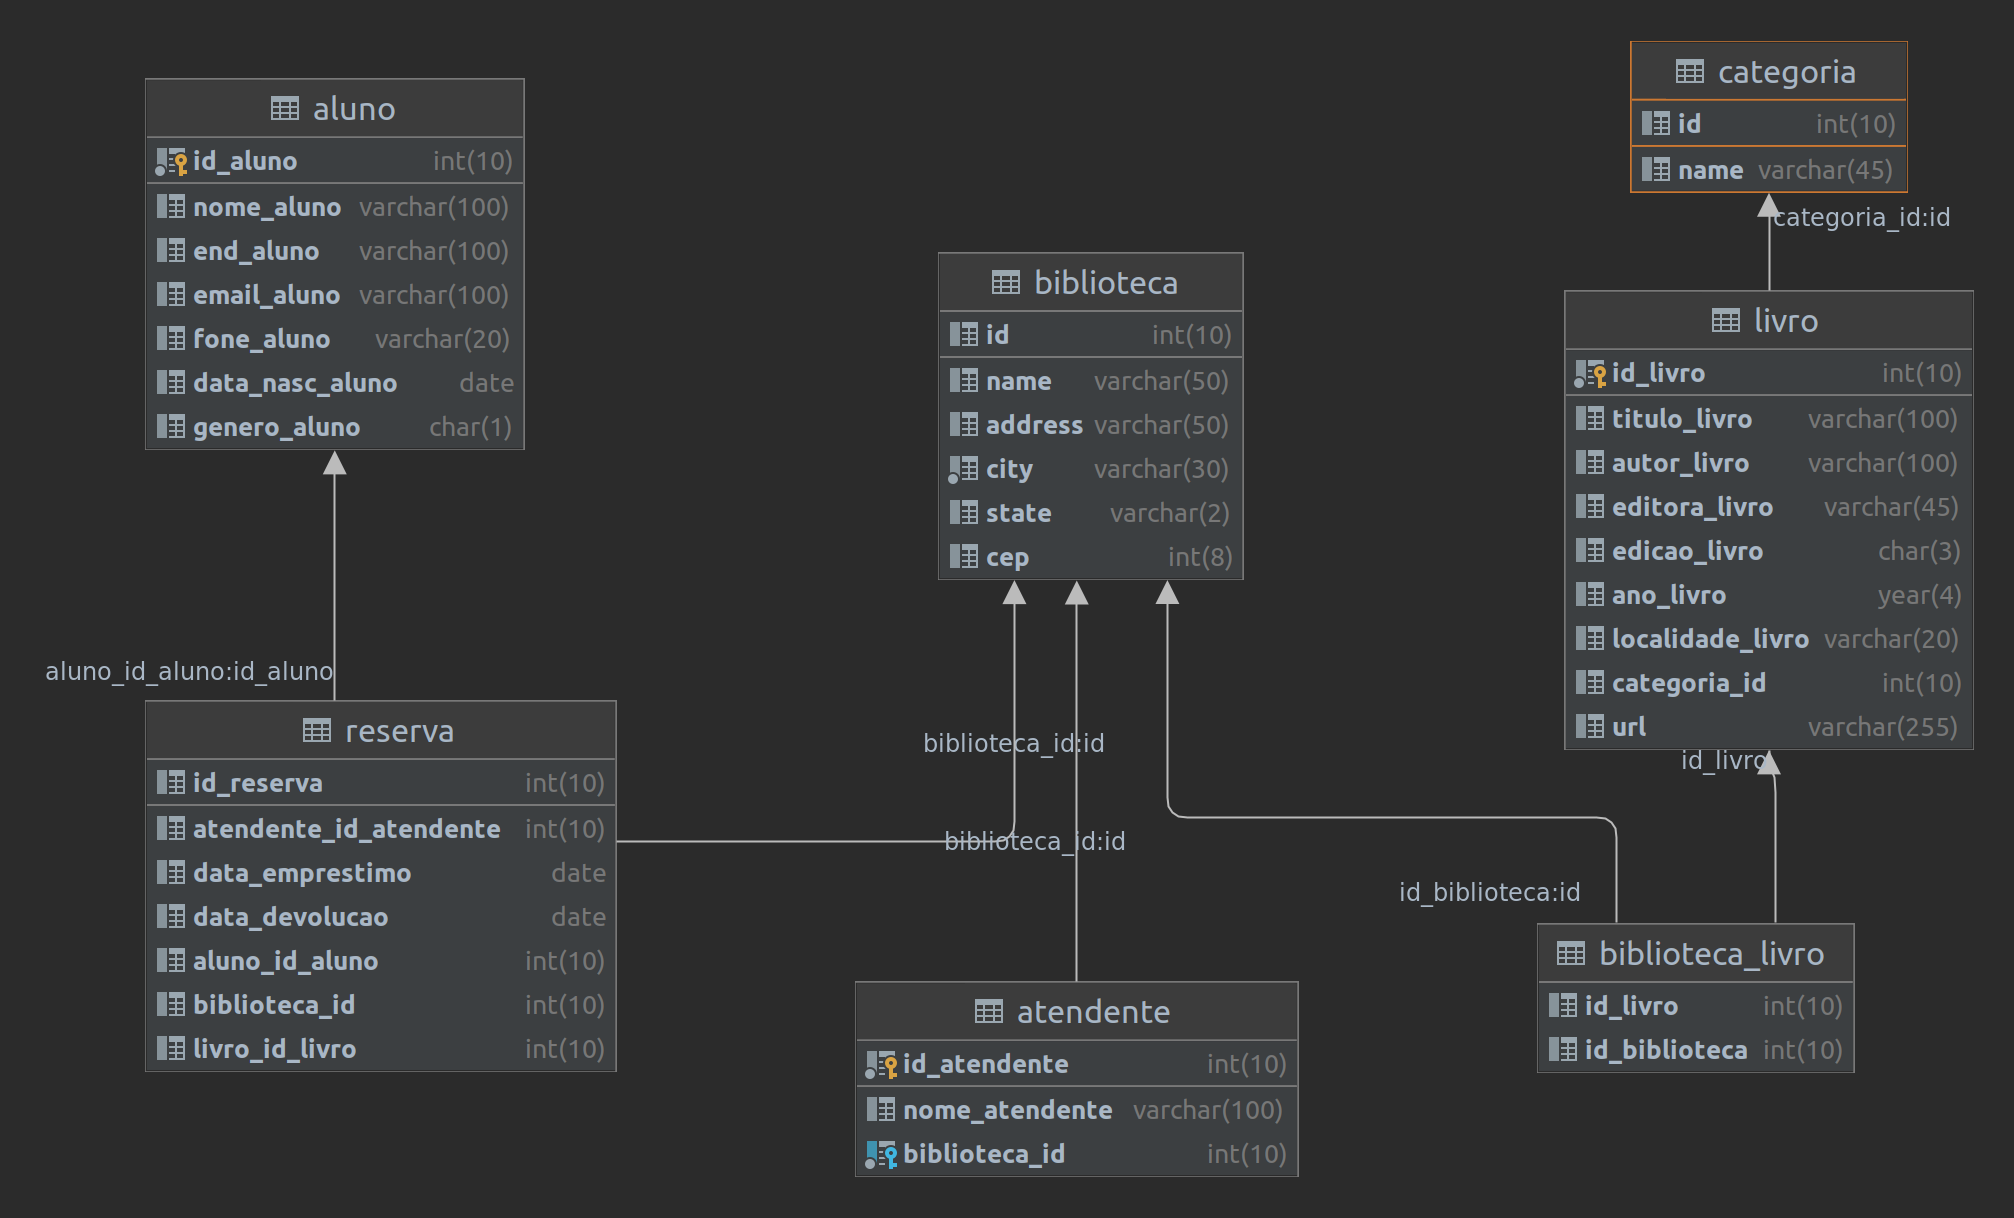 aluno
id_aluno int(10)
nome_aluno varchar(100)
end_aluno varchar(100)
email_aluno varchar(100)
fone_aluno varchar(20)
data_nasc_aluno date
genero_aluno char(1)
aluno_id_aluno:id_aluno
reserva
id_reserva int(10)
atendente_id_atendente int(10)
data_emprestimo date
data_devolucao date
aluno_id_aluno int(10)
biblioteca_id int(10)
livro_id_livro int(10)
biblioteca
id int(10)
name varchar(50)
address varchar(50)
city varchar(30)
state varchar(2)
cep int(8)
biblioteca_id:id
biblioteca_id:id
atendente
id_atendente int(10)
nome_atendente varchar(100)
biblioteca_id int(10)
categoria
id int(10)
name varchar(45)
categoria_id:id
livro
id_livro int(10)
titulo_livro varchar(100)
autor_livro varchar(100)
editora_livro varchar(45)
edicao_livro char(3)
ano_livro year(4)
localidade_livro varchar(20)
categoria_id int(10)
url varchar(255)
id_livro
id_biblioteca:id
biblioteca_livro
id_livro int(10)
id_biblioteca int(10)